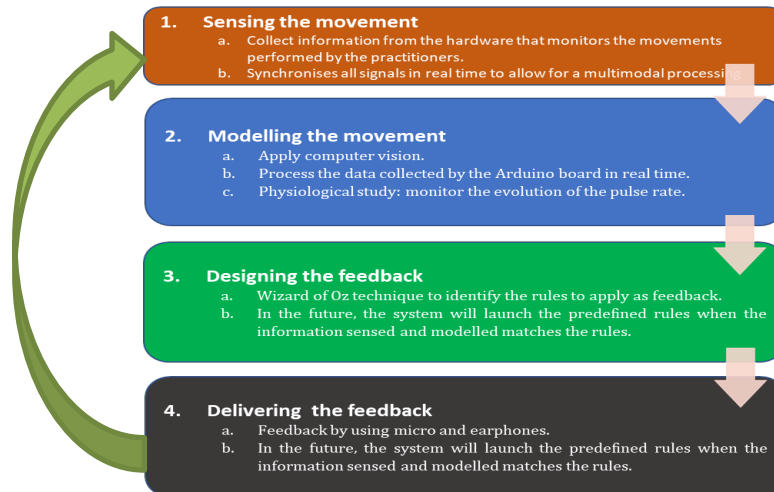 1. Sensing the movement
a. Collect information from the hardware that monitors the movements
performed by the practitioners.
b. Synchronises all signals in real time to allow for a multimodal processing
2. Modelling the movement
a. Apply computer vision.
b. Process the data collected by the Arduino board in real time.
c. Physiological study: monitor the evolution of the pulse rate.
3. Designing the feedback
a. Wizard of Oz technique to identify the rules to apply as feedback.
b. In the future, the system will launch the predefined rules when the
information sensed and modelled matches the rules.
4. Delivering the feedback
a. Feedback by using micro and earphones.
b. In the future, the system will launch the predefined rules when the
information sensed and modelled matches the rules.